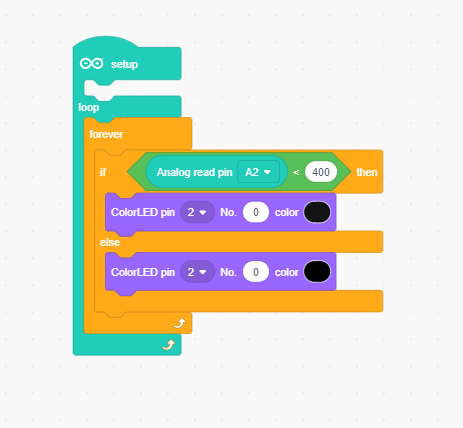 setup
loop
forever
if Analog read pin A2 < 400 then
ColorLED pin 2 No. 0 color
else
ColorLED pin 2 No. 0 color